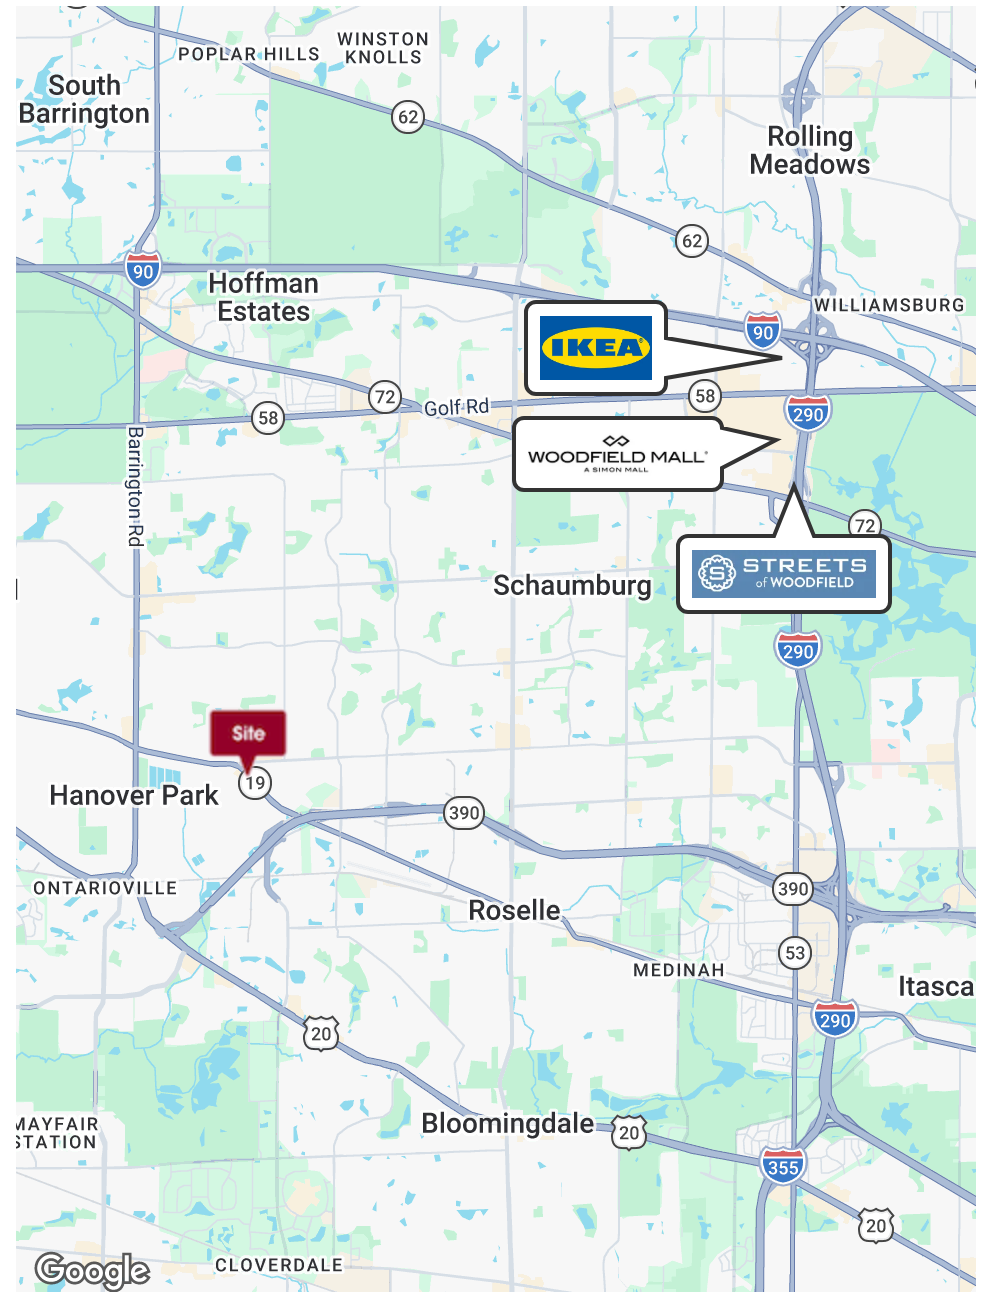 WINSTON
KNOLLS
POPLAR HILLS
South
Barrington
62
Rolling
Meadows
62
90
Hoffman
Estates
WILLIAMSBURG
IKEA
90
72
58
58
Golf Rd
290
WOODFIELD MALL
A SIMON MALL
Barrington Rd
72
STREETS
of WOODFIELD
S
Schaumburg
290
Site
19
Hanover Park
390
ONTARIOVILLE
390
Roselle
53
MEDINAH
Itasca
290
20
MAYFAIR
STATION
Bloomingdale
20
355
20
CLOVERDALE
Google